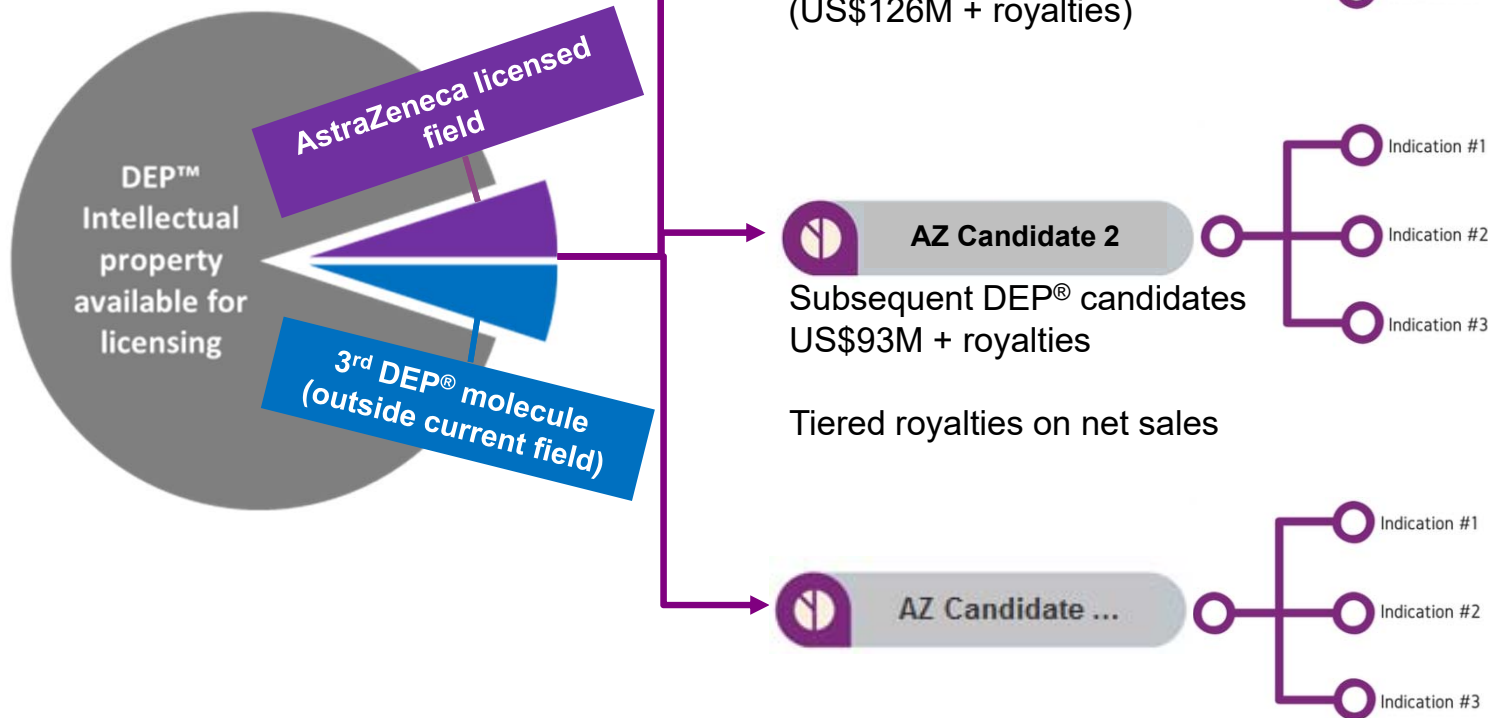 (US$126M + royalties)
AstraZeneca licensed
field
DEP™
Intellectual
property
available for
licensing
3rd DEP® molecule
(outside current field)
AZ Candidate 2
Indication #1
Indication #2
Indication #3
Subsequent DEP® candidates
US$93M + royalties
Tiered royalties on net sales
AZ Candidate ...
Indication #1
Indication #2
Indication #3